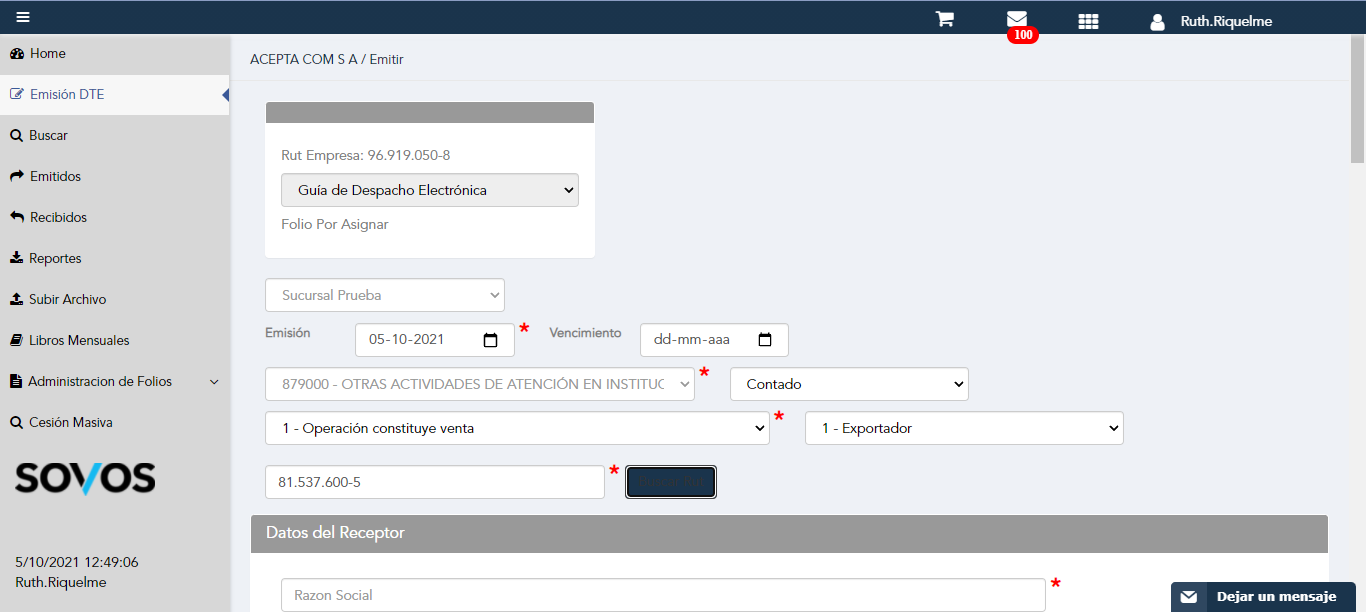 Ruth.Riquelme
100
Home
ACEPTA COM S A / Emitir
Emisión DTE
Buscar
Emitidos
Recibidos
Reportes
Subir Archivo
Libros Mensuales
Administracion de Folios
Cesión Masiva
SOVOS
5/10/2021 12:49:06
Ruth.Riquelme
Rut Empresa: 96.919.050-8
Guía de Despacho Electrónica
Folio Por Asignar
Sucursal Prueba
Emisión 05-10-2021 * Vencimiento dd-mm-aaa
879000 - OTRAS ACTIVIDADES DE ATENCIÓN EN INSTITUC * Contado
1 - Operación constituye venta * 1 - Exportador
81.537.600-5 *
Datos del Receptor
Razon Social *
Dejar un mensaje